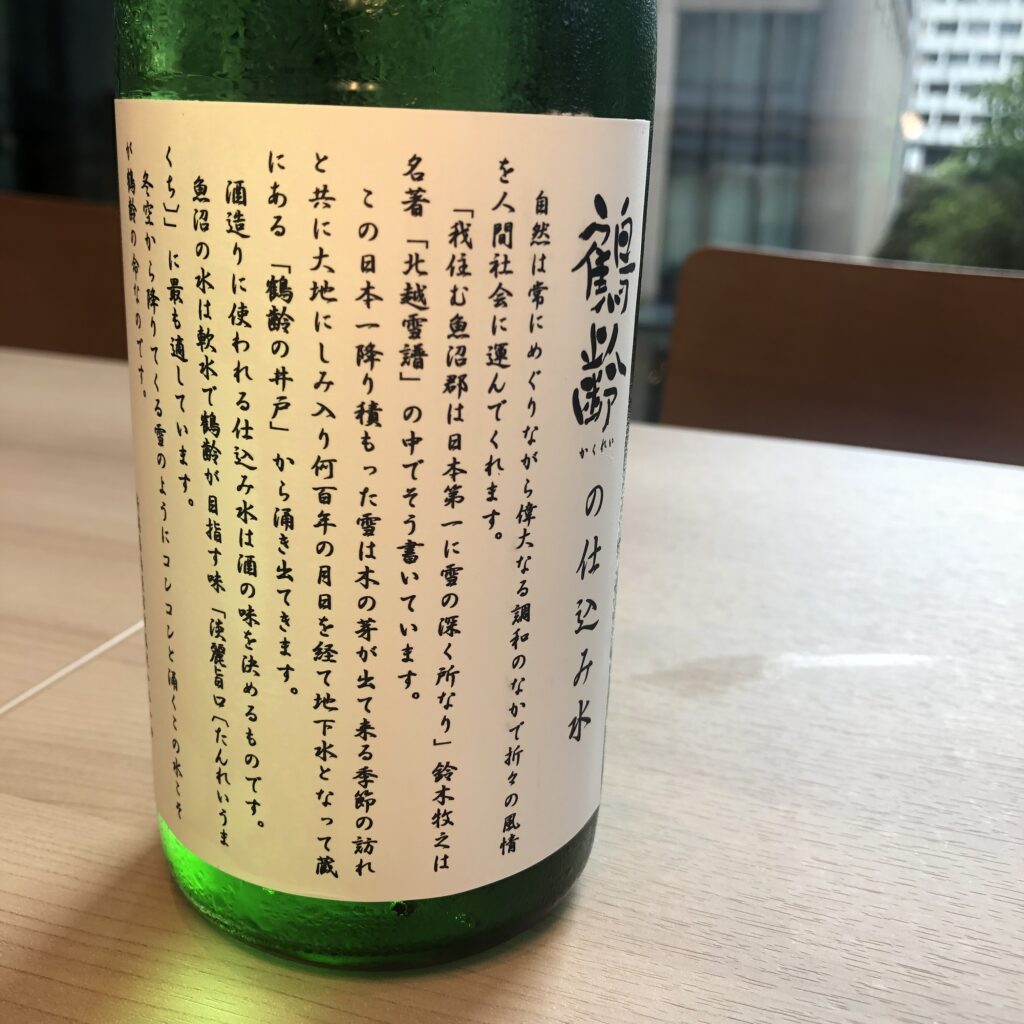 鶴齢の仕込み水
かくれい
自然は常にめぐりながら偉大なる調和のなかで折々の風情
を人間社会に運んでくれます。
「我住む魚沼郡は日本第一に雪の深く所なり」鈴木牧之は
名著「北越雪譜」の中でそう書いています。
この日本一降り積もった雪は木の芽が出て来る季節の訪れ
と共に大地にしみ入り何百年の月日を経て地下水となって蔵
にある「鶴齢の井戸」から涌き出てきます。
酒造りに使われる仕込み水は酒の味を決めるものです。
魚沼の水は軟水で鶴齢が目指す味「淡麗旨口（たんれいうま
くち）」に最も適しています。
冬空から降りてくる雪のようにコンコンと涌くこの水こそ
が鶴齢の命なのです。